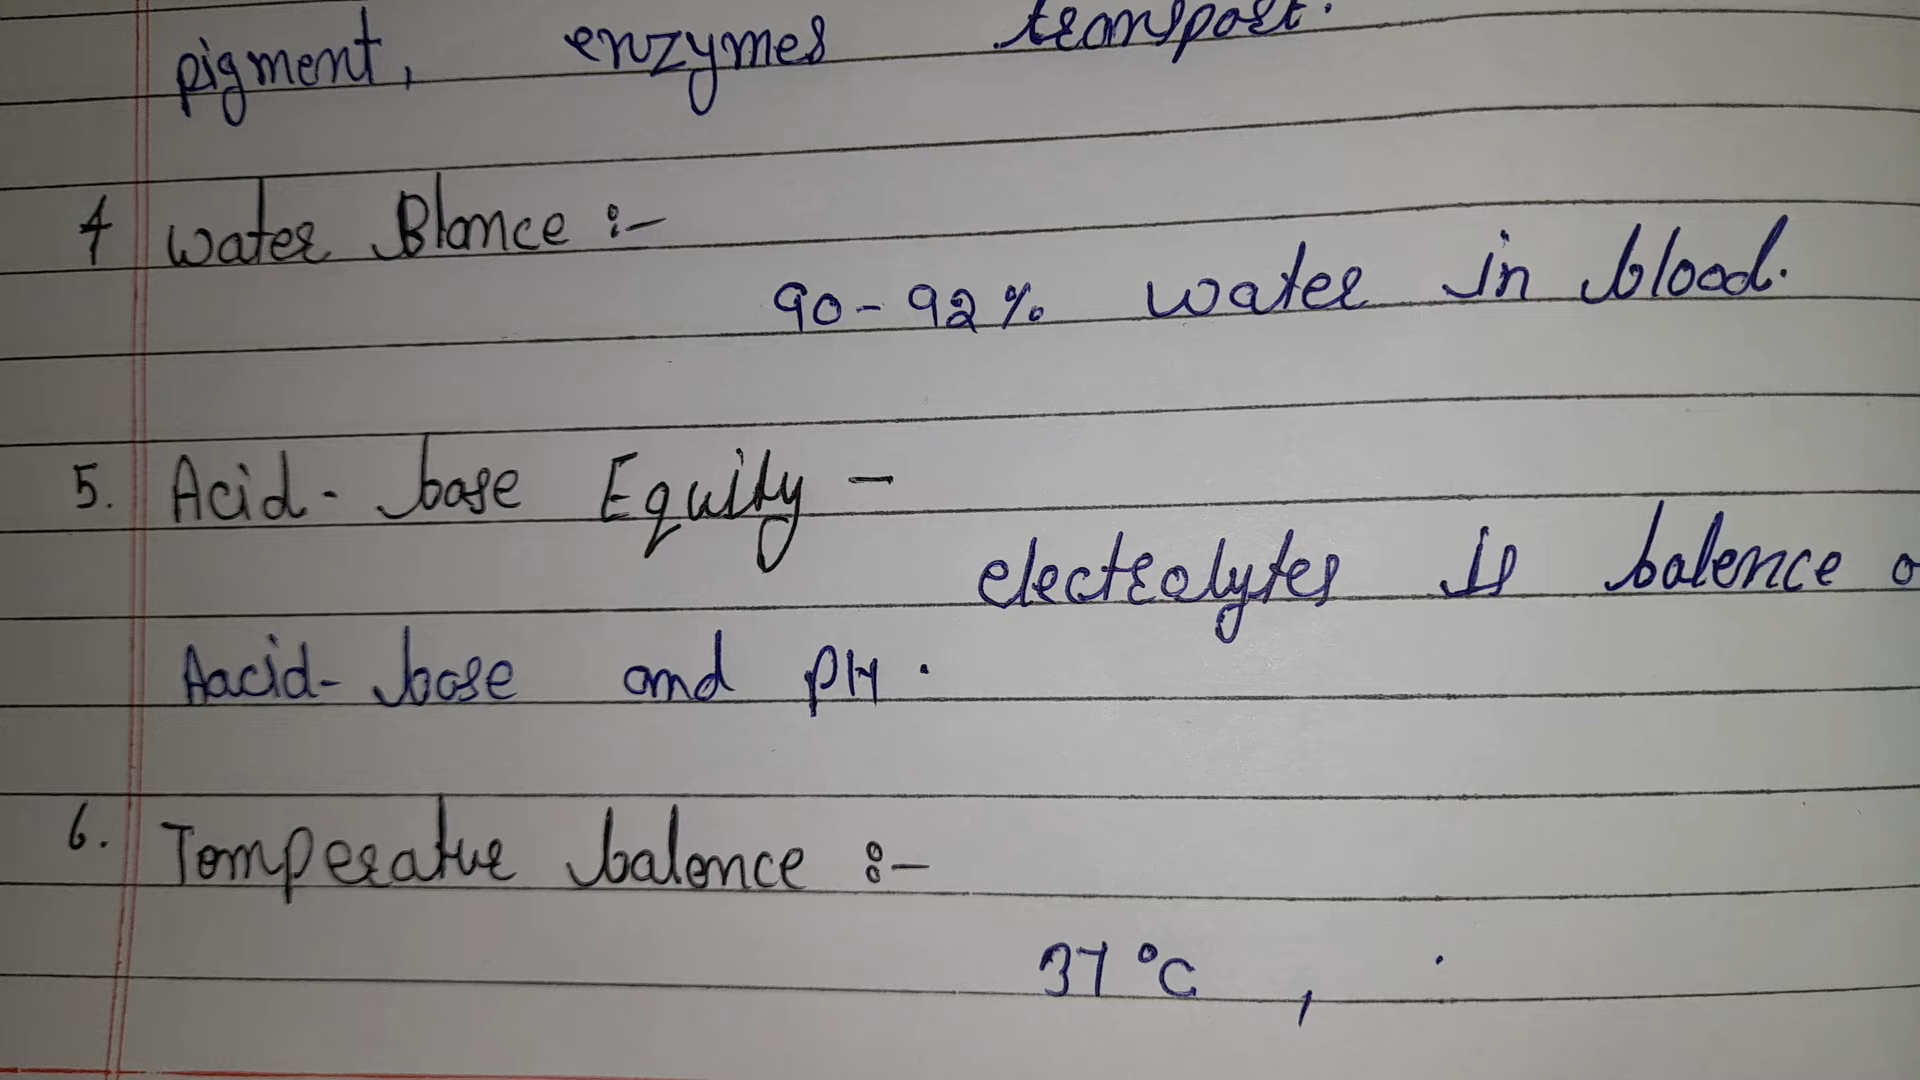 pigment, enzymes transport.
4 Water Blance :-
90-92% water in blood.
5. Acid-base Equity -
electrolytes is balence
Aacid-base and PH.
6. Temperature balence :-
37°C ,